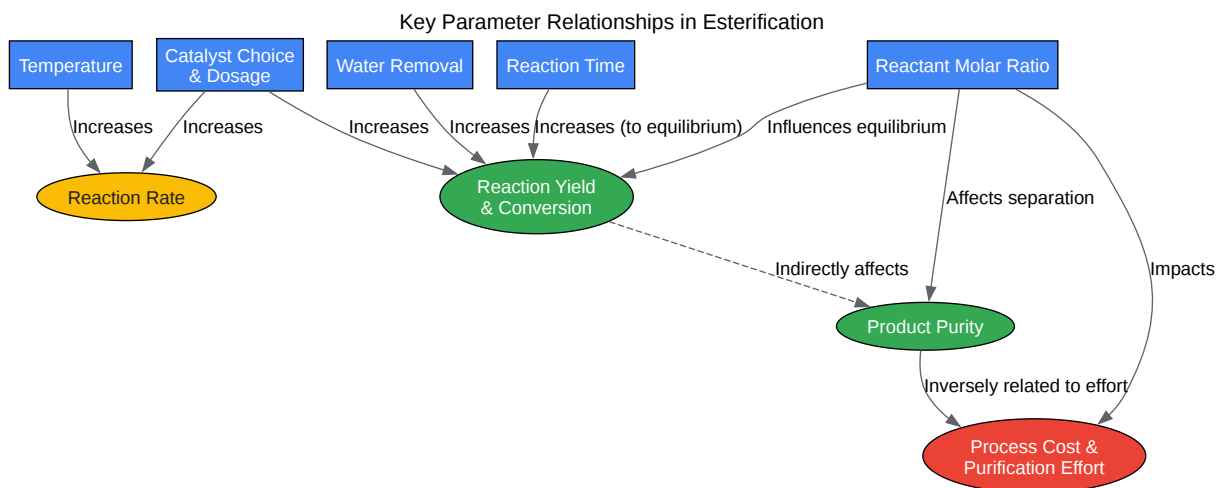 Key Parameter Relationships in Esterification
Temperature
Catalyst Choice
& Dosage
Water Removal
Reaction Time
Reactant Molar Ratio
Increases
Increases
Increases
Increases
Increases (to equilibrium)
Influences equilibrium
Reaction Rate
Reaction Yield
& Conversion
Affects separation
Indirectly affects
Impacts
Product Purity
Inversely related to effort
Process Cost &
Purification Effort